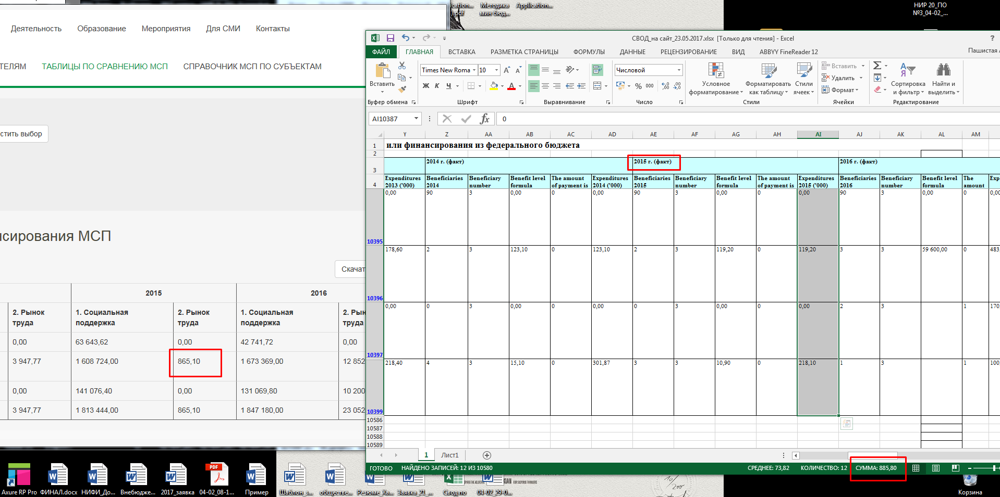 Деятельность Образование Мероприятия Для СМИ Контакты
ТЕЛЯМ ТАБЛИЦЫ ПО СРАВНЕНИЮ МСП СПРАВОЧНИК МСП ПО СУБЪЕКТАМ
стить выбор
нсирования МСП
Скачат
2015 2016
2. Рынок труда 1. Социальная поддержка 2. Рынок труда 1. Социальная поддержка 2. Рын труда
0,00 63 643,62 0,00 42 741,72 0,00
3 947,77 1 608 724,00 865,10 1 673 369,00 12 852
0,00 141 076,40 0,00 131 069,80 10 200
3 947,77 1 813 444,00 865,10 1 847 180,00 23 052
Методика Application...
мин бюд...
НИР 20_ПО
№3_04-02_...
СВОД_на сайт_23.05.2017.xlsx [Только для чтения] - Excel ?
ФАЙЛ ГЛАВНАЯ ВСТАВКА РАЗМЕТКА СТРАНИЦЫ ФОРМУЛЫ ДАННЫЕ РЕЦЕНЗИРОВАНИЕ ВИД ABBYY FineReader 12 Пашистая
Times New Roma 10 Числовой
Вставить Ж К Ч % 000
Условное форматирование Форматировать как таблицу Стили ячеек
Вставить
Удалить
Формат
Сортировка и фильтр Найти и выделить
Буфер обмена Шрифт Выравнивание Число Стили Ячейки Редактирование
AI10387 fx 0
Y Z AA AB AC AD AE AF AG AH AI AJ AK AL AM
1 или финансирования из федерального бюджета
2
3 2014 г. (факт) 2015 г. (факт) 2016 г. (факт)
4 Expenditures 2013 ('000) Beneficiaries 2014 Beneficiary number Benefit level formula The amount of payment is Expenditures 2014 ('000) Beneficiaries 2015 Beneficiary number Benefit level formula The amount of payment is Expenditures 2015 ('000) Beneficiaries 2016 Beneficiary number Benefit level formula The amount Exp
10395 0,00 90 3 0,00 0 0,00 90 3 0,00 0 0,00 90 3 0,00 0 0,00
10396 178,60 2 3 123,10 0 123,10 2 3 119,20 0 119,20 3 3 59 600,00 0 483,
10397 0,00 0 3 0,00 0 0,00 0 3 0,00 0 0,00 2 3 1 170,
10399 218,40 4 3 15,10 0 301,87 3 3 10,90 0 218,10 1 3 1 100,
10586
10587
10588
10589
1 Лист1
ГОТОВО НАЙДЕНО ЗАПИСЕЙ: 12 ИЗ 10580 СРЕДНЕЕ: 73,82 КОЛИЧЕСТВО: 12 СУММА: 885,80
Axure RP Pro ФИНАЛ.docx НИФИ_До... Внебюдже... 2017_заявка 04-02_08-1... Пример Шаблон_з... обществе... Резюме_Ха... Заявка_21_... Свод по 04-02_29-0... Корзина